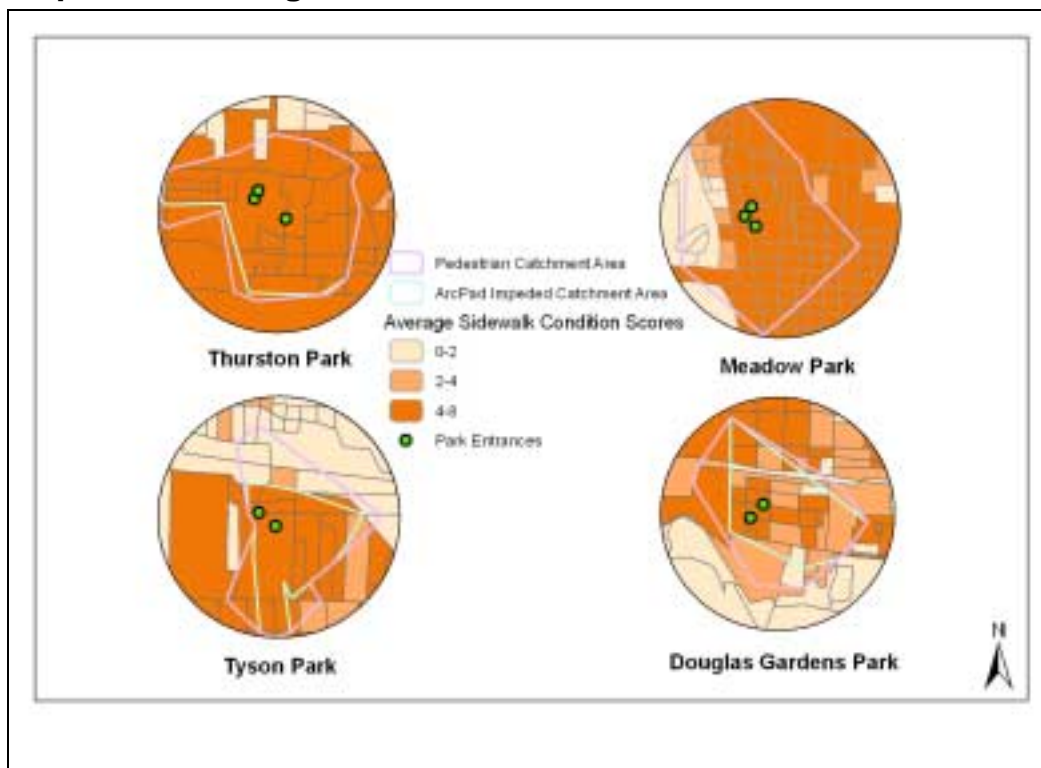 Pedestrian Catchment Area
ArcPad Impeded Catchment Area
Average Sidewalk Condition Scores
0-2
2-4
4-8
Park Entrances
Thurston Park
Meadow Park
Tyson Park
Douglas Gardens Park
N